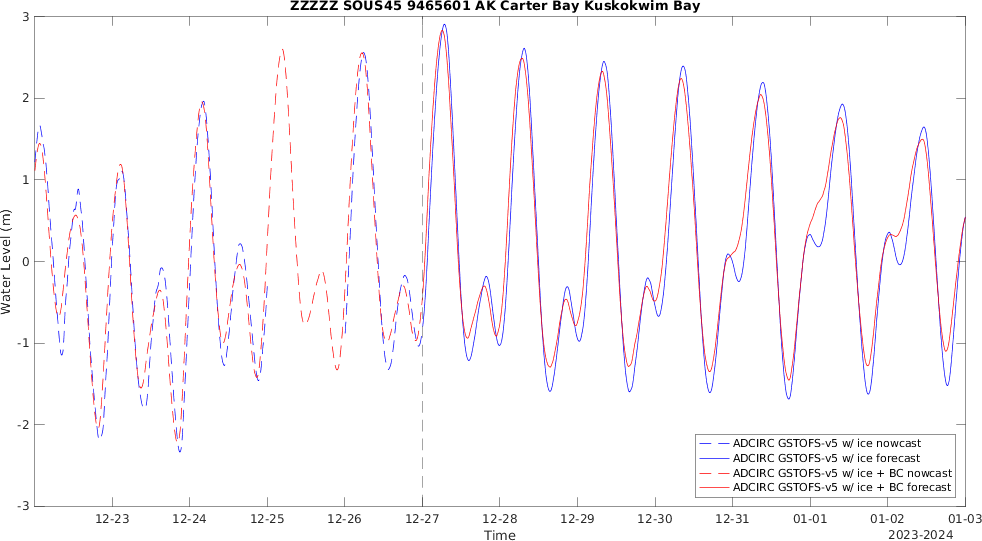 ZZZZZ SOUS45 9465601 AK Carter Bay Kuskokwim Bay
3
2
1
0
-1
-2
-3
Water Level (m)
12-23
12-24
12-25
12-26
12-27
12-28
12-29
12-30
12-31
01-01
01-02
01-03
Time
2023-2024
ADCIRC GSTOFS-v5 w/ ice nowcast
ADCIRC GSTOFS-v5 w/ ice forecast
ADCIRC GSTOFS-v5 w/ ice + BC nowcast
ADCIRC GSTOFS-v5 w/ ice + BC forecast